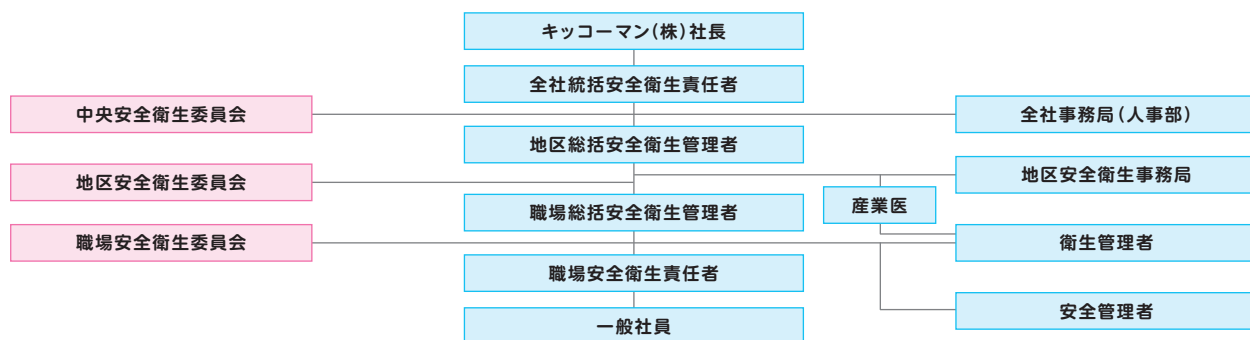 キッコーマン(株)社長
全社統括安全衛生責任者
中央安全衛生委員会
全社事務局(人事部)
地区総括安全衛生管理者
地区安全衛生委員会
地区安全衛生事務局
産業医
職場総括安全衛生管理者
職場安全衛生委員会
衛生管理者
職場安全衛生責任者
安全管理者
一般社員